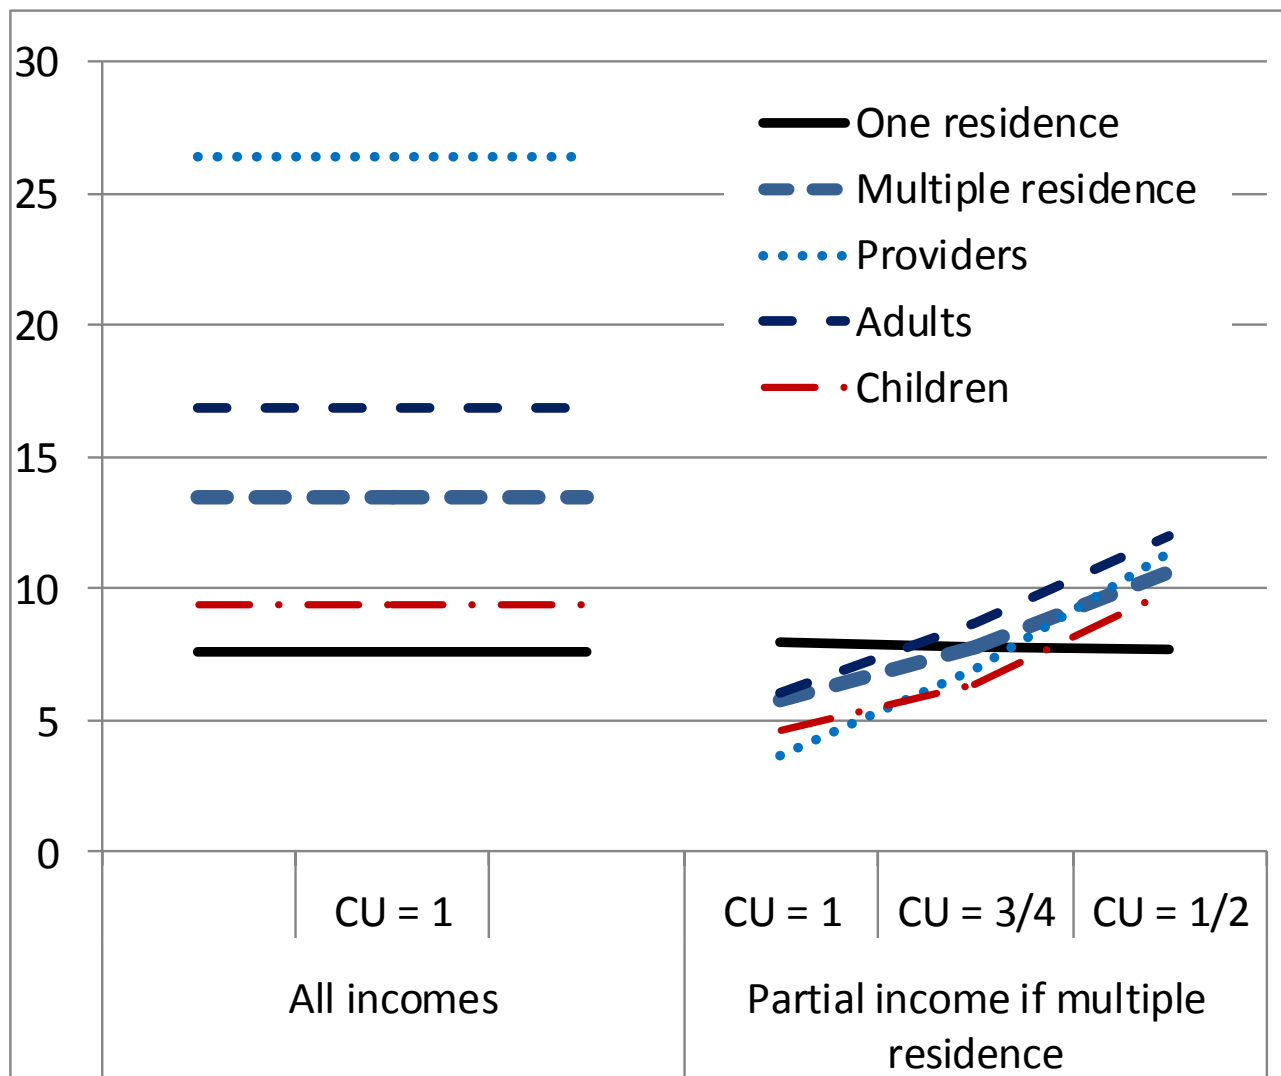 30
25
20
15
10
5
0
One residence
Multiple residence
Providers
Adults
Children
CU = 1
CU = 1
CU = 3/4
CU = 1/2
All incomes
Partial income if multiple
residence